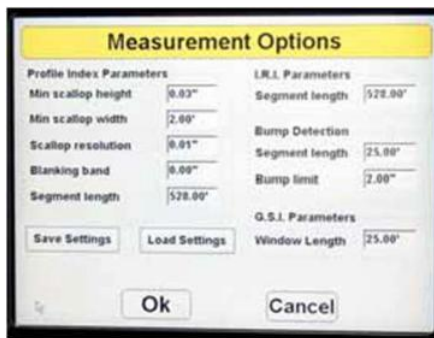 Measurement Options
Profile Index Parameters
Min scallop height 0.03"
Min scallop width 2.00'
Scallop resolution 0.01"
Blanking band 0.00"
Segment length 528.00'
Save Settings Load Settings
I.R.I. Parameters
Segment length 528.00'
Bump Detection
Segment length 25.00'
Bump limit 2.00"
G.S.I. Parameters
Window Length 25.00'
Ok Cancel